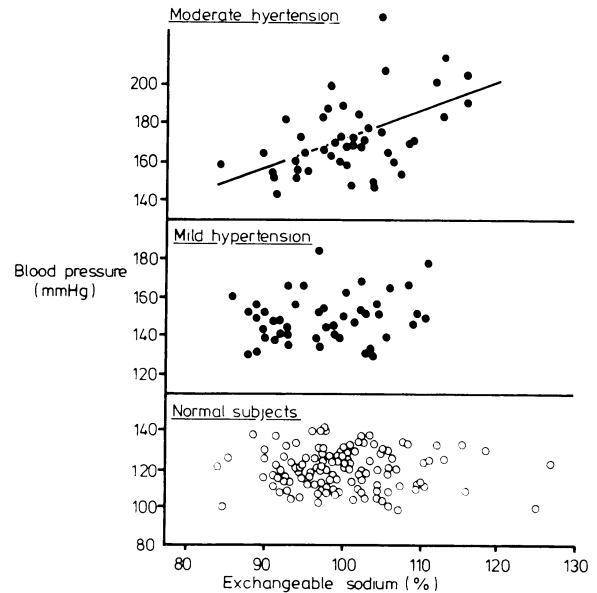 Moderate hyertension
200
180
160
140
Mild hypertension
Blood pressure
(mmHg)
180
160
140
120
Normal subjects
140
120
100
80
80 90 100 110 120 130
Exchangeable sodium (%)